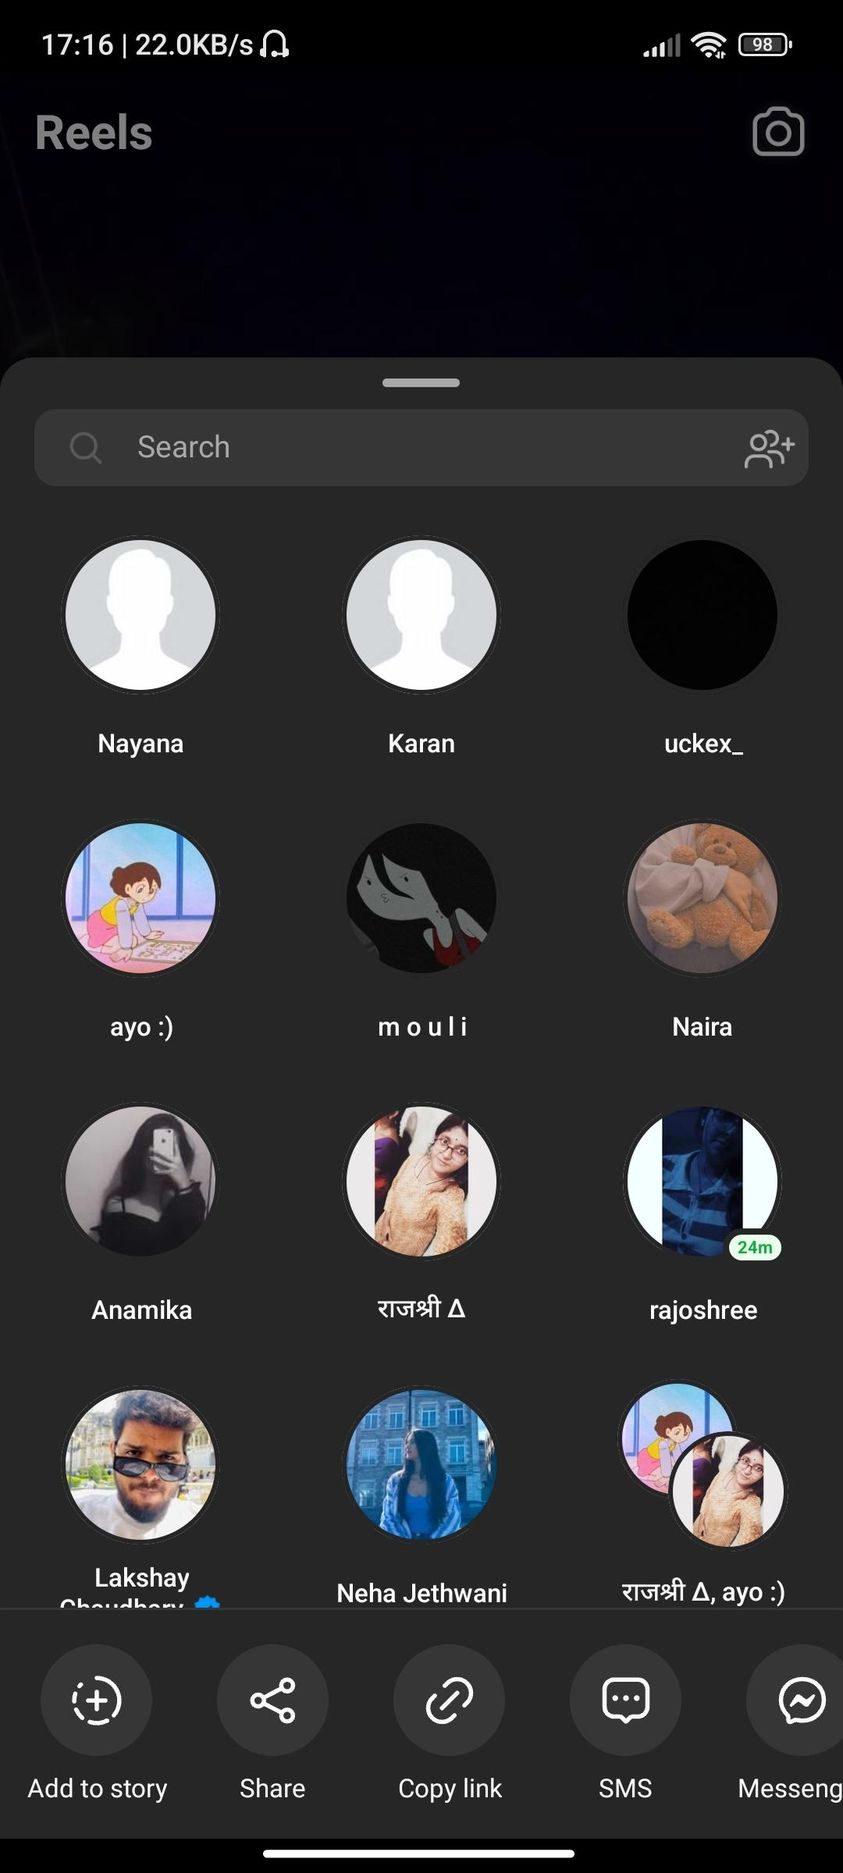 17:16 | 22.0KB/s
98
Reels
Search
Nayana
Karan
uckex_
ayo :)
m o u l i
Naira
Anamika
राजश्री Δ
24m
rajoshree
Lakshay
Chaudhary
Neha Jethwani
राजश्री Δ, ayo :)
Add to story
Share
Copy link
SMS
Messeng